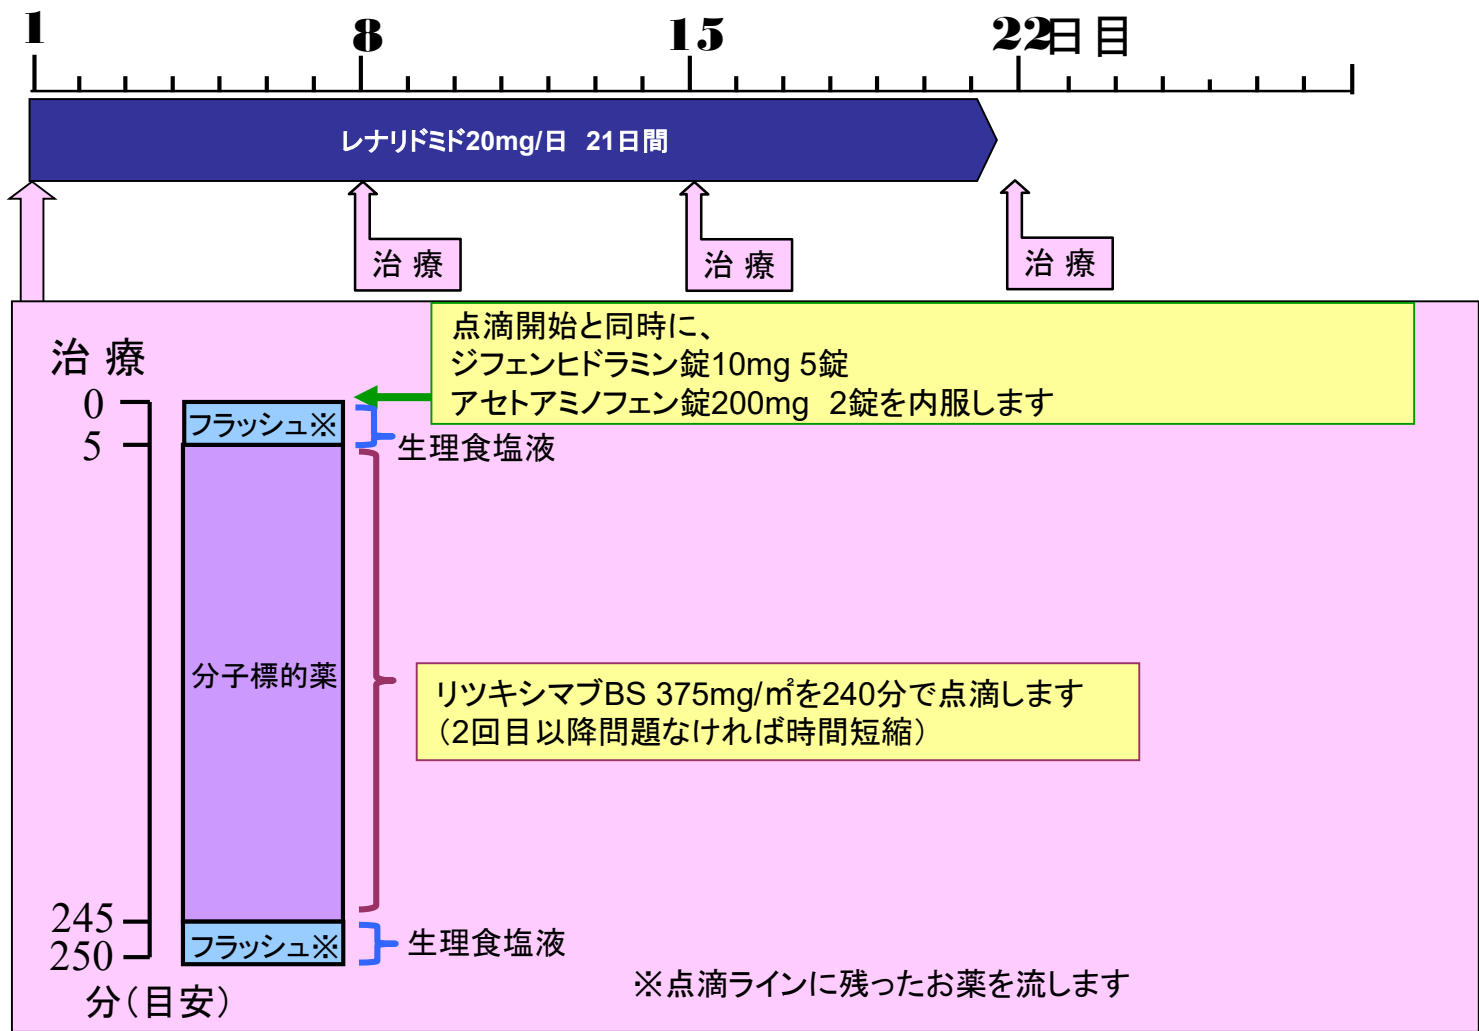 1 8 15 22日目
レナリドミド20mg/日 21日間
治 療 治 療 治 療
点滴開始と同時に、
ジフェンヒドラミン錠10mg 5錠
アセトアミノフェン錠200mg 2錠を内服します
治 療
0
フラッシュ※
5
生理食塩液
分子標的薬
リツキシマブBS 375mg/㎡を240分で点滴します
（2回目以降問題なければ時間短縮）
245
フラッシュ※ 生理食塩液
250
※点滴ラインに残ったお薬を流します
分（目安）